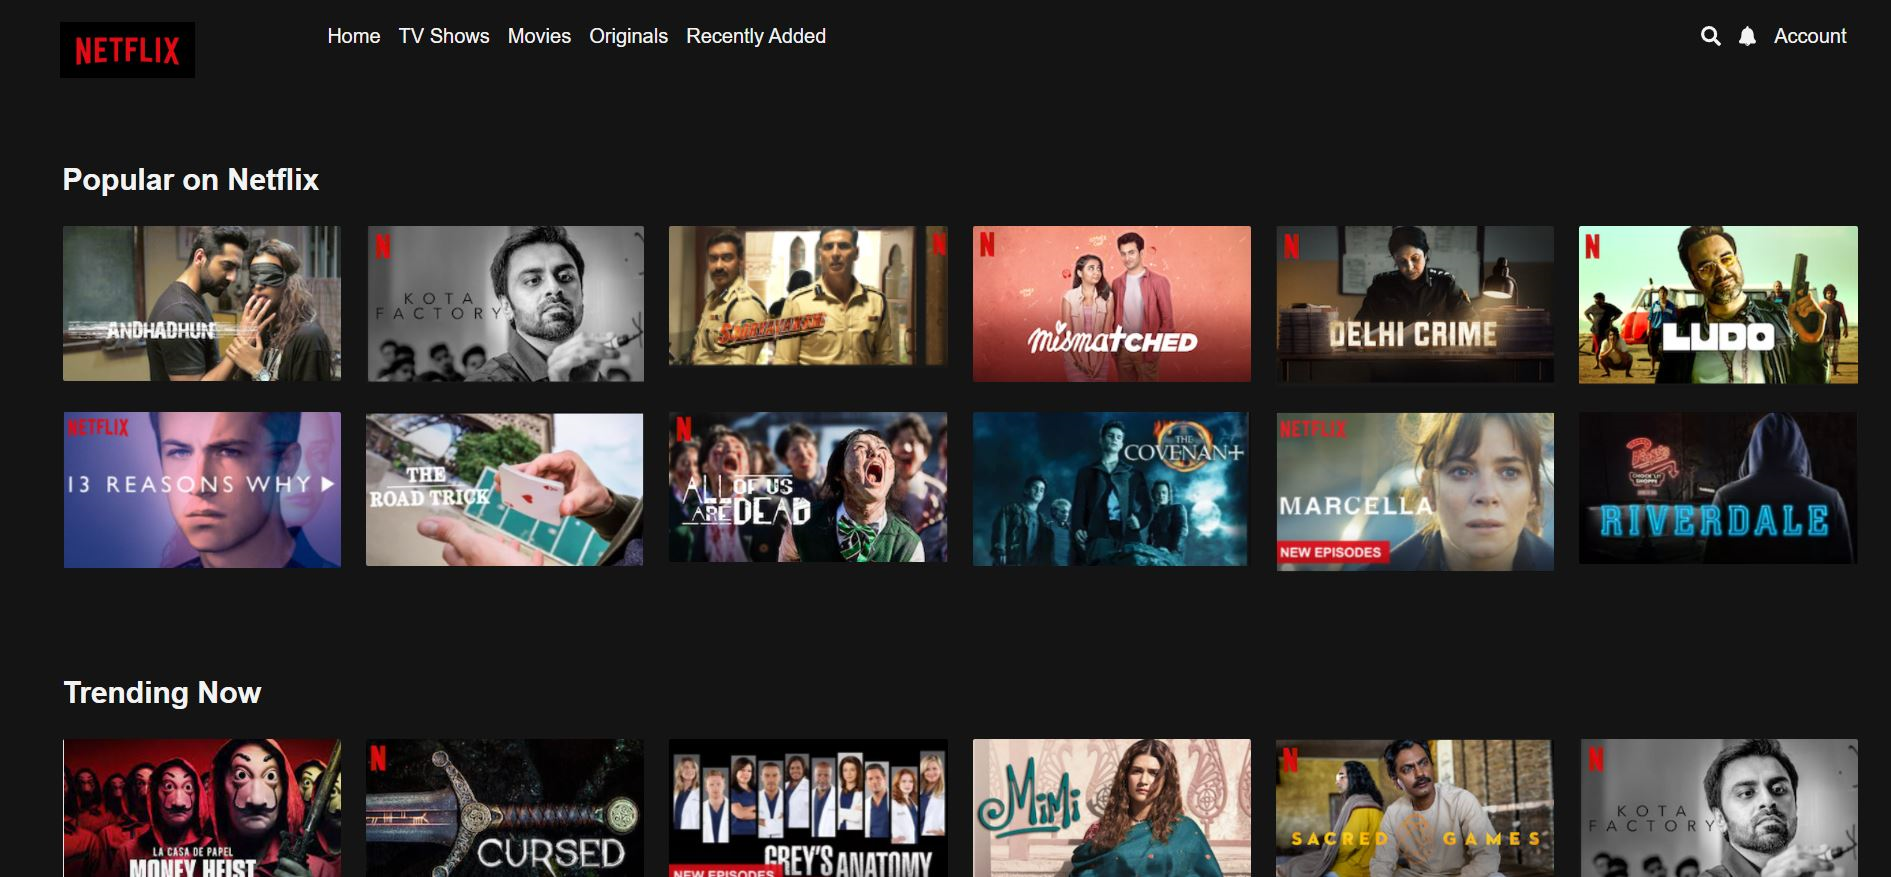 NETFLIX
Home TV Shows Movies Originals Recently Added
Account
Popular on Netflix
ANDHADHUN
N
KOTA
FACTORY
N
SOORYAVANSHI
N
mismatched
N
DELHI CRIME
N
LUDO
NETFLIX
13 REASONS WHY
THE
ROAD TRICK
N
ALL OF US
ARE DEAD
THE
COVENANT
NETFLIX
MARCELLA
NEW EPISODES
CHOCK'LIT
SHOPPE
RIVERDALE
Trending Now
LA CASA DE PAPEL
MONEY HEIST
N
CURSED
GREY'S ANATOMY
NEW EPISODES
MiMi
N
SACRED GAMES
N
KOTA
FACTORY